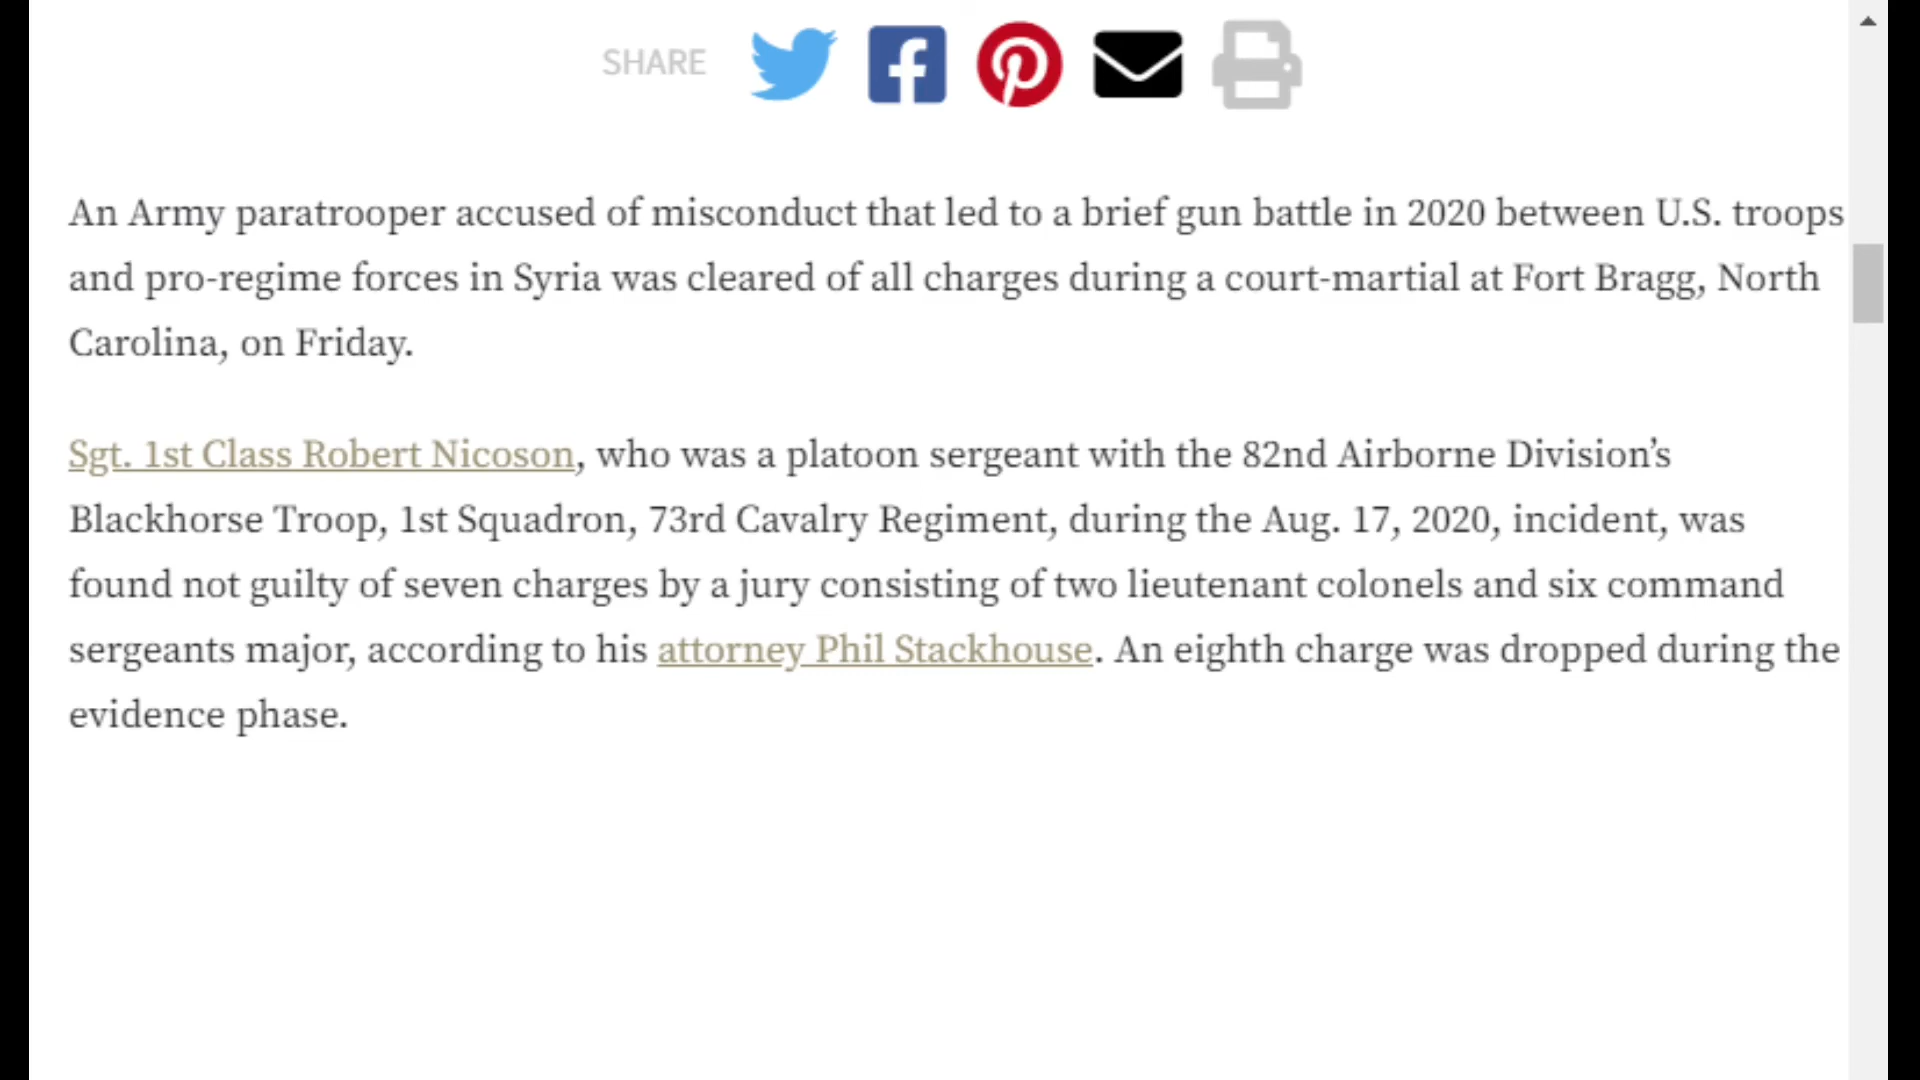 SHARE
An Army paratrooper accused of misconduct that led to a brief gun battle in 2020 between U.S. troops
and pro-regime forces in Syria was cleared of all charges during a court-martial at Fort Bragg, North
Carolina, on Friday.
Sgt. 1st Class Robert Nicoson, who was a platoon sergeant with the 82nd Airborne Division’s
Blackhorse Troop, 1st Squadron, 73rd Cavalry Regiment, during the Aug. 17, 2020, incident, was
found not guilty of seven charges by a jury consisting of two lieutenant colonels and six command
sergeants major, according to his attorney Phil Stackhouse. An eighth charge was dropped during the
evidence phase.